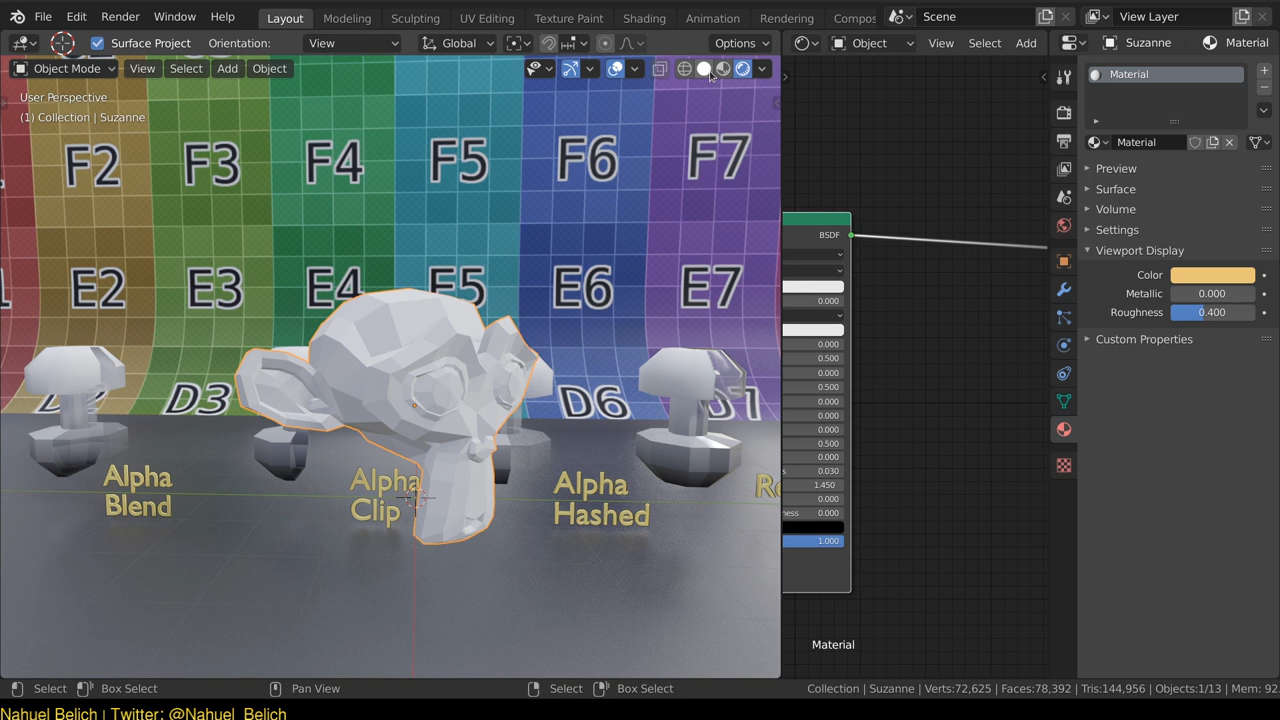 File Edit Render Window Help Layout Modeling Sculpting UV Editing Texture Paint Shading Animation Rendering Compos Scene View Layer
Surface Project Orientation: View Global Options Object View Select Add Suzanne Material
Object Mode View Select Add Object
Material
User Perspective
(1) Collection | Suzanne
Material
F2 F3 F4 F5 F6 F7
Preview
Surface
Volume
Settings
Viewport Display
BSDF
E2 E3 E4 E5 E6 E7
Color
Metallic 0.000
Roughness 0.400
Custom Properties
0.000
0.000
0.500
0.000
0.500
0.000
0.000
0.000
0.500
0.000
0.030
1.450
0.000
ness 0.000
1.000
D3 D6
Alpha
Blend
Alpha
Clip
Alpha
Hashed
Material
Select Box Select Pan View Select Box Select Collection | Suzanne | Verts:72,625 | Faces:78,392 | Tris:144,956 | Objects:1/13 | Mem: 92.
Nahuel Belich | Twitter: @Nahuel_Belich